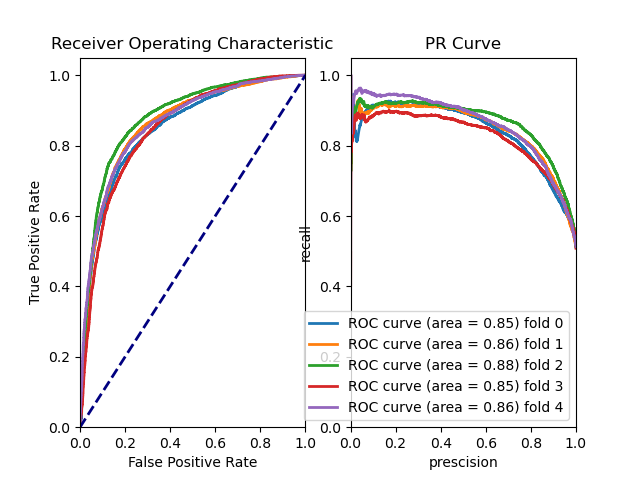 Receiver Operating Characteristic
PR Curve
1.0
0.8
0.6
0.4
0.2
0.0
True Positive Rate
0.0 0.2 0.4 0.6 0.8 1.0
False Positive Rate
1.0
0.8
0.6
0.4
0.2
0.0
recall
ROC curve (area = 0.85) fold 0
ROC curve (area = 0.86) fold 1
ROC curve (area = 0.88) fold 2
ROC curve (area = 0.85) fold 3
ROC curve (area = 0.86) fold 4
0.0 0.2 0.4 0.6 0.8 1.0
prescision